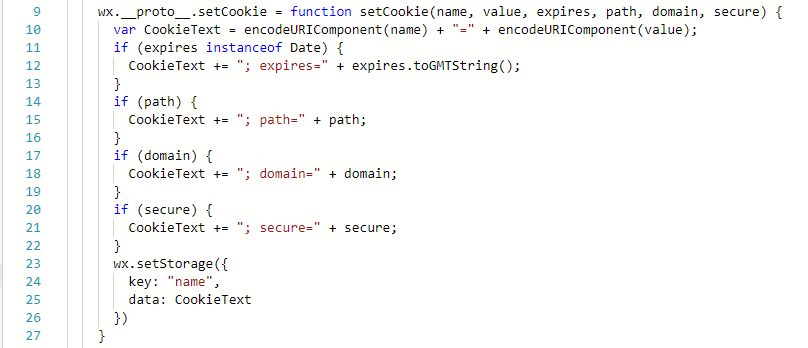 9 wx.__proto__.setCookie = function setCookie(name, value, expires, path, domain, secure) {
10 var CookieText = encodeURIComponent(name) + "=" + encodeURIComponent(value);
11 if (expires instanceof Date) {
12 CookieText += "; expires=" + expires.toGMTString();
13 }
14 if (path) {
15 CookieText += "; path=" + path;
16 }
17 if (domain) {
18 CookieText += "; domain=" + domain;
19 }
20 if (secure) {
21 CookieText += "; secure=" + secure;
22 }
23 wx.setStorage({
24 key: "name",
25 data: CookieText
26 })
27 }